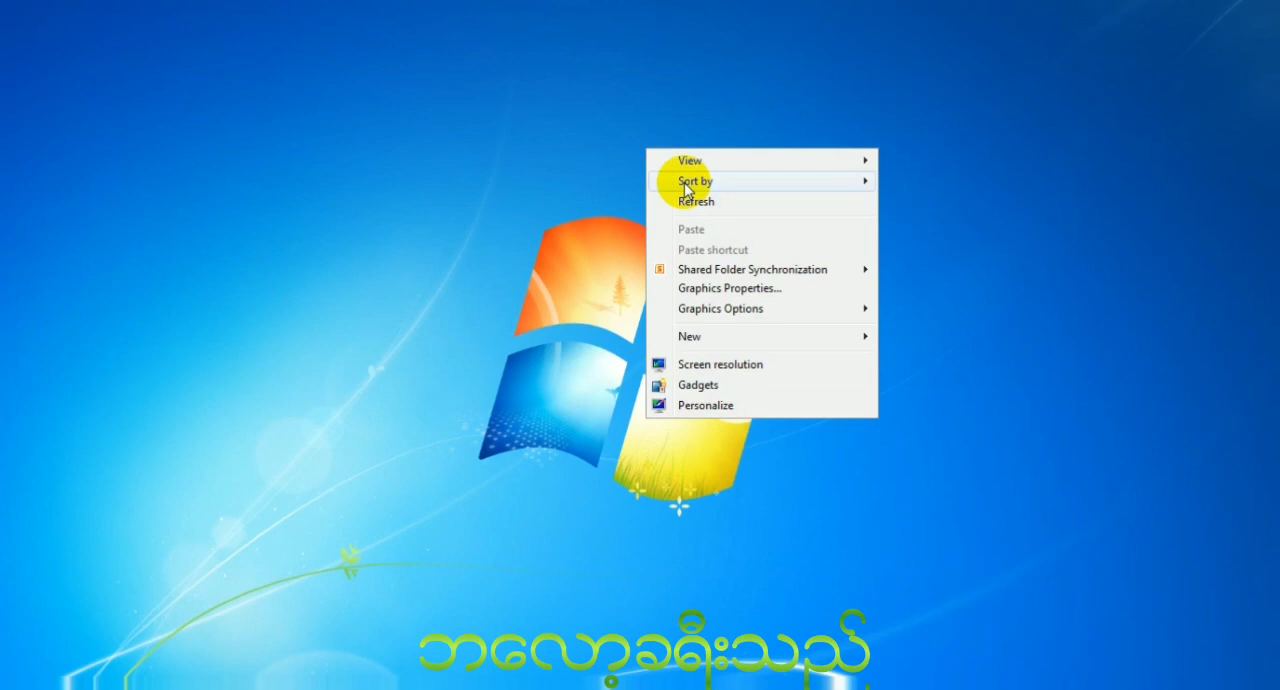 View
Sort by
Refresh
Paste
Paste shortcut
Shared Folder Synchronization
Graphics Properties...
Graphics Options
New
Screen resolution
Gadgets
Personalize
ဘလော့ခရီးသည်